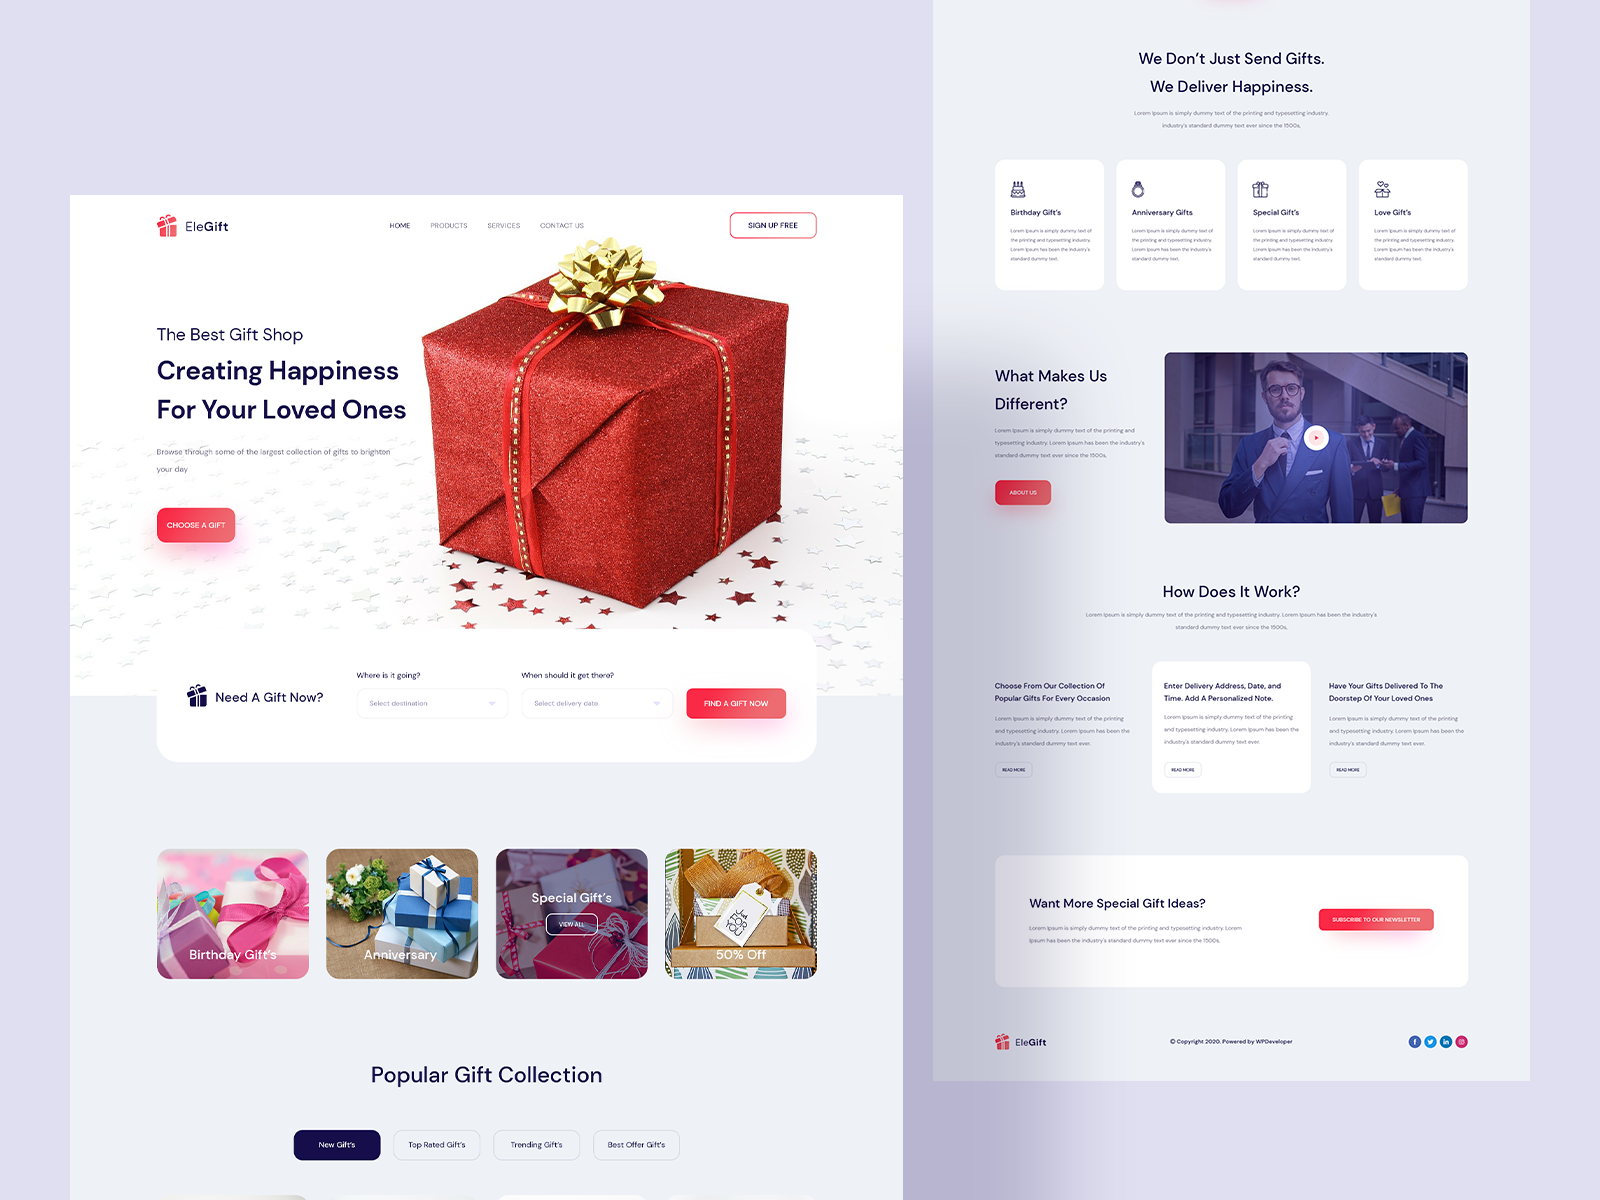 EleGift
HOME PRODUCTS SERVICES CONTACT US
SIGN UP FREE
The Best Gift Shop
Creating Happiness
For Your Loved Ones
Browse through some of the largest collection of gifts to brighten
your day
CHOOSE A GIFT
Need A Gift Now?
Where is it going?
Select destination
When should it get there?
Select delivery date
FIND A GIFT NOW
Birthday Gift's
Anniversary
Special Gift's
VIEW ALL
50% Off
Popular Gift Collection
New Gift's
Top Rated Gift's
Trending Gift's
Best Offer Gift's
We Don't Just Send Gifts.
We Deliver Happiness.
Lorem Ipsum is simply dummy text of the printing and typesetting industry.
Industry's standard dummy text ever since the 1500s,
Birthday Gift's
Lorem Ipsum is simply dummy text of
the printing and typesetting industry.
Lorem Ipsum has been the industry's
standard dummy text.
Anniversary Gifts
Lorem Ipsum is simply dummy text of
the printing and typesetting industry.
Lorem Ipsum has been the industry's
standard dummy text.
Special Gift's
Lorem Ipsum is simply dummy text of
the printing and typesetting industry.
Lorem Ipsum has been the industry's
standard dummy text.
Love Gift's
Lorem Ipsum is simply dummy text of
the printing and typesetting industry.
Lorem Ipsum has been the industry's
standard dummy text.
What Makes Us
Different?
Lorem Ipsum is simply dummy text of the printing and
typesetting industry. Lorem Ipsum has been the industry's
standard dummy text ever since the 1500s,
ABOUT US
How Does It Work?
Lorem Ipsum is simply dummy text of the printing and typesetting industry. Lorem Ipsum has been the industry's
standard dummy text ever since the 1500s,
Choose From Our Collection Of
Popular Gifts For Every Occasion
Lorem Ipsum is simply dummy text of the printing
and typesetting industry. Lorem Ipsum has been the
industry's standard dummy text ever.
READ MORE
Enter Delivery Address, Date, and
Time. Add A Personalized Note.
Lorem Ipsum is simply dummy text of the printing
and typesetting industry. Lorem Ipsum has been the
industry's standard dummy text ever.
READ MORE
Have Your Gifts Delivered To The
Doorstep Of Your Loved Ones
Lorem Ipsum is simply dummy text of the printing
and typesetting industry. Lorem Ipsum has been the
industry's standard dummy text ever.
READ MORE
Want More Special Gift Ideas?
Lorem Ipsum is simply dummy text of the printing and typesetting industry. Lorem
Ipsum has been the industry's standard dummy text ever since the 1500s,
SUBSCRIBE TO OUR NEWSLETTER
EleGift
© Copyright 2020. Powered by WPDeveloper